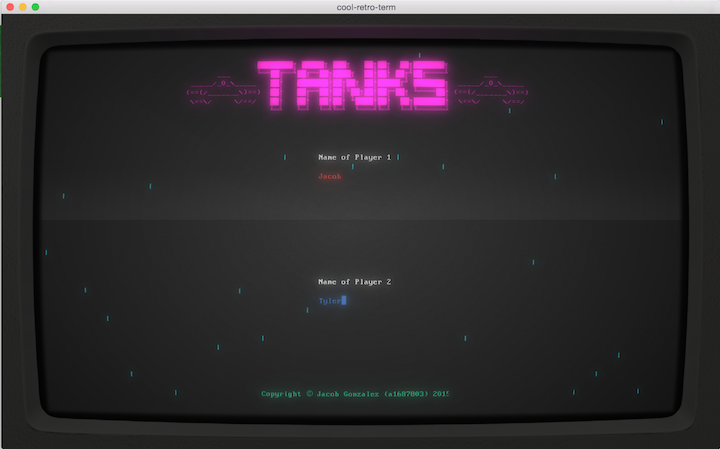 cool-retro-term
TANKS
Name of Player 1
Jacob
Name of Player 2
Tyler
Copyright © Jacob Gonzalez (a1687803) 2015